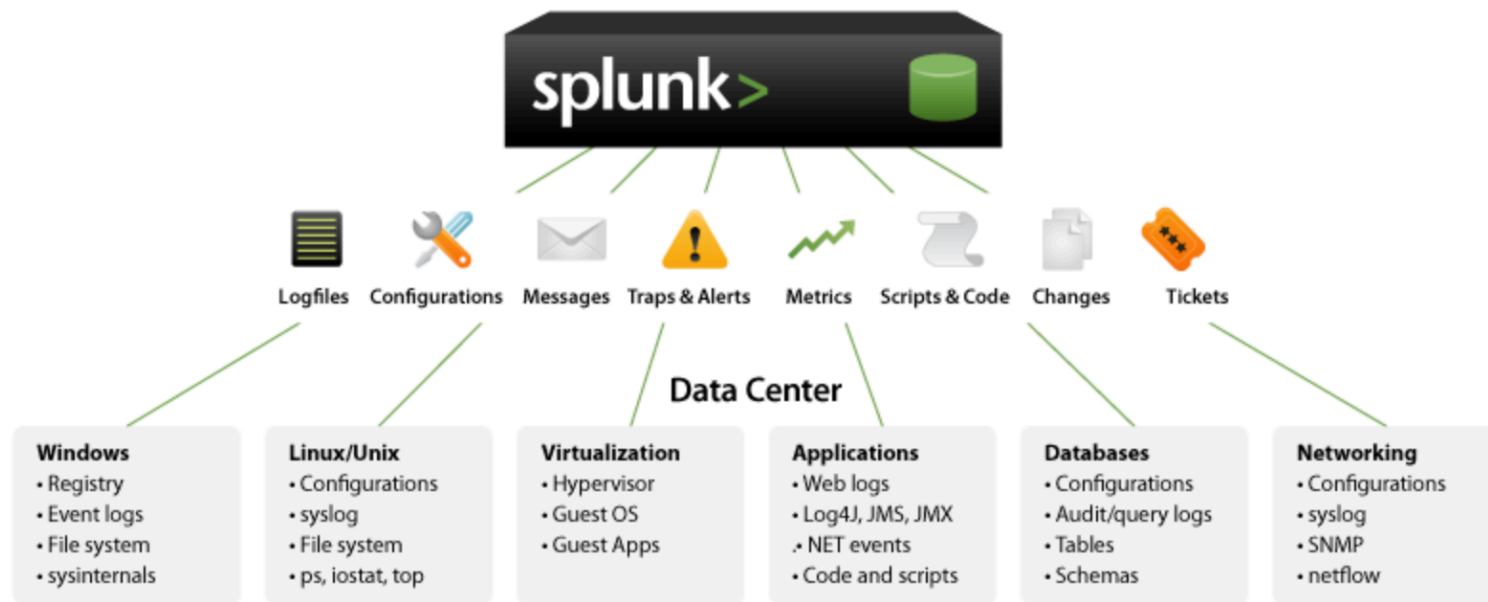 splunk>
Logfiles Configurations Messages Traps & Alerts Metrics Scripts & Code Changes Tickets
Data Center
Windows
• Registry
• Event logs
• File system
• sysinternals
Linux/Unix
• Configurations
• syslog
• File system
• ps, iostat, top
Virtualization
• Hypervisor
• Guest OS
• Guest Apps
Applications
• Web logs
• Log4J, JMS, JMX
.• NET events
• Code and scripts
Databases
• Configurations
• Audit/query logs
• Tables
• Schemas
Networking
• Configurations
• syslog
• SNMP
• netflow